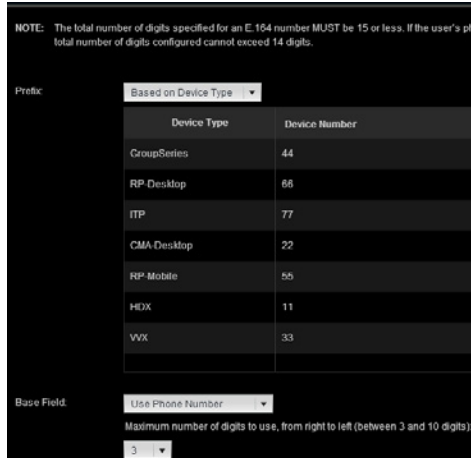 NOTE: The total number of digits specified for an E.164 number MUST be 15 or less. If the user's
total number of digits configured cannot exceed 14 digits.
Prefix: Based on Device Type
Device Type Device Number
GroupSeries 44
RP-Desktop 66
ITP 77
CMA-Desktop 22
RP-Mobile 55
HDX 11
VVX 33
Base Field: Use Phone Number
Maximum number of digits to use, from right to left (between 3 and 10 digits):
3